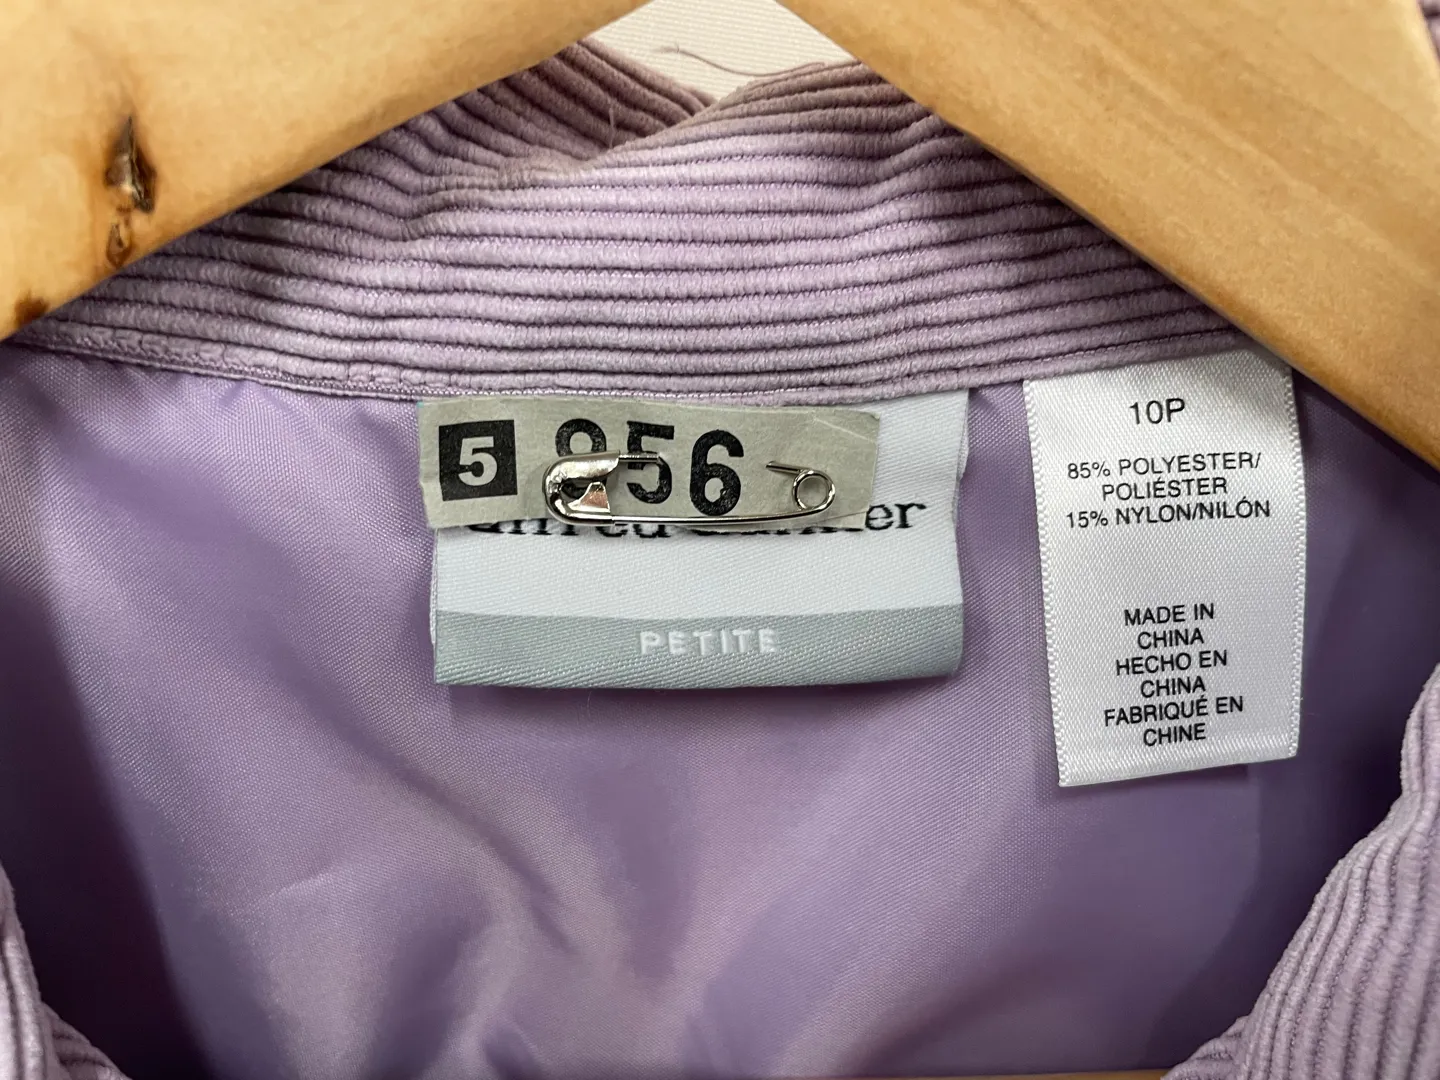 5 956
PETITE
10P
85% POLYESTER/
POLIÉSTER
15% NYLON/NILÓN
MADE IN
CHINA
HECHO EN
CHINA
FABRIQUÉ EN
CHINE